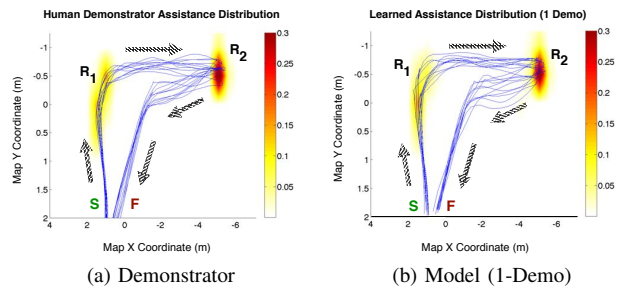 Human Demonstrator Assistance Distribution
-1
-0.5
0
0.5
1
1.5
2
Map Y Coordinate (m)
R1
R2
S
F
4
2
0
-2
-4
-6
Map X Coordinate (m)
0.3
0.25
0.2
0.15
0.1
0.05
(a) Demonstrator
Learned Assistance Distribution (1 Demo)
-1
-0.5
0
0.5
1
1.5
2
Map Y Coordinate (m)
R1
R2
S
F
4
2
0
-2
-4
-6
Map X Coordinate (m)
0.3
0.25
0.2
0.15
0.1
0.05
(b) Model (1-Demo)